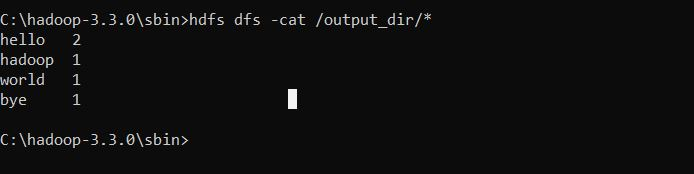 C:\hadoop-3.3.0\sbin>hdfs dfs -cat /output_dir/*
hello   2
hadoop  1
world   1
bye     1
C:\hadoop-3.3.0\sbin>